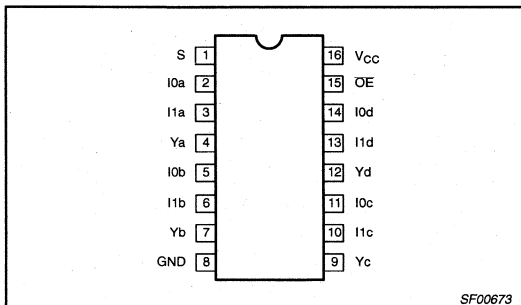 S 1 16 VCC
I0a 2 15 OE
I1a 3 14 I0d
Ya 4 13 I1d
I0b 5 12 Yd
I1b 6 11 I0c
Yb 7 10 I1c
GND 8 9 Yc
SF00673